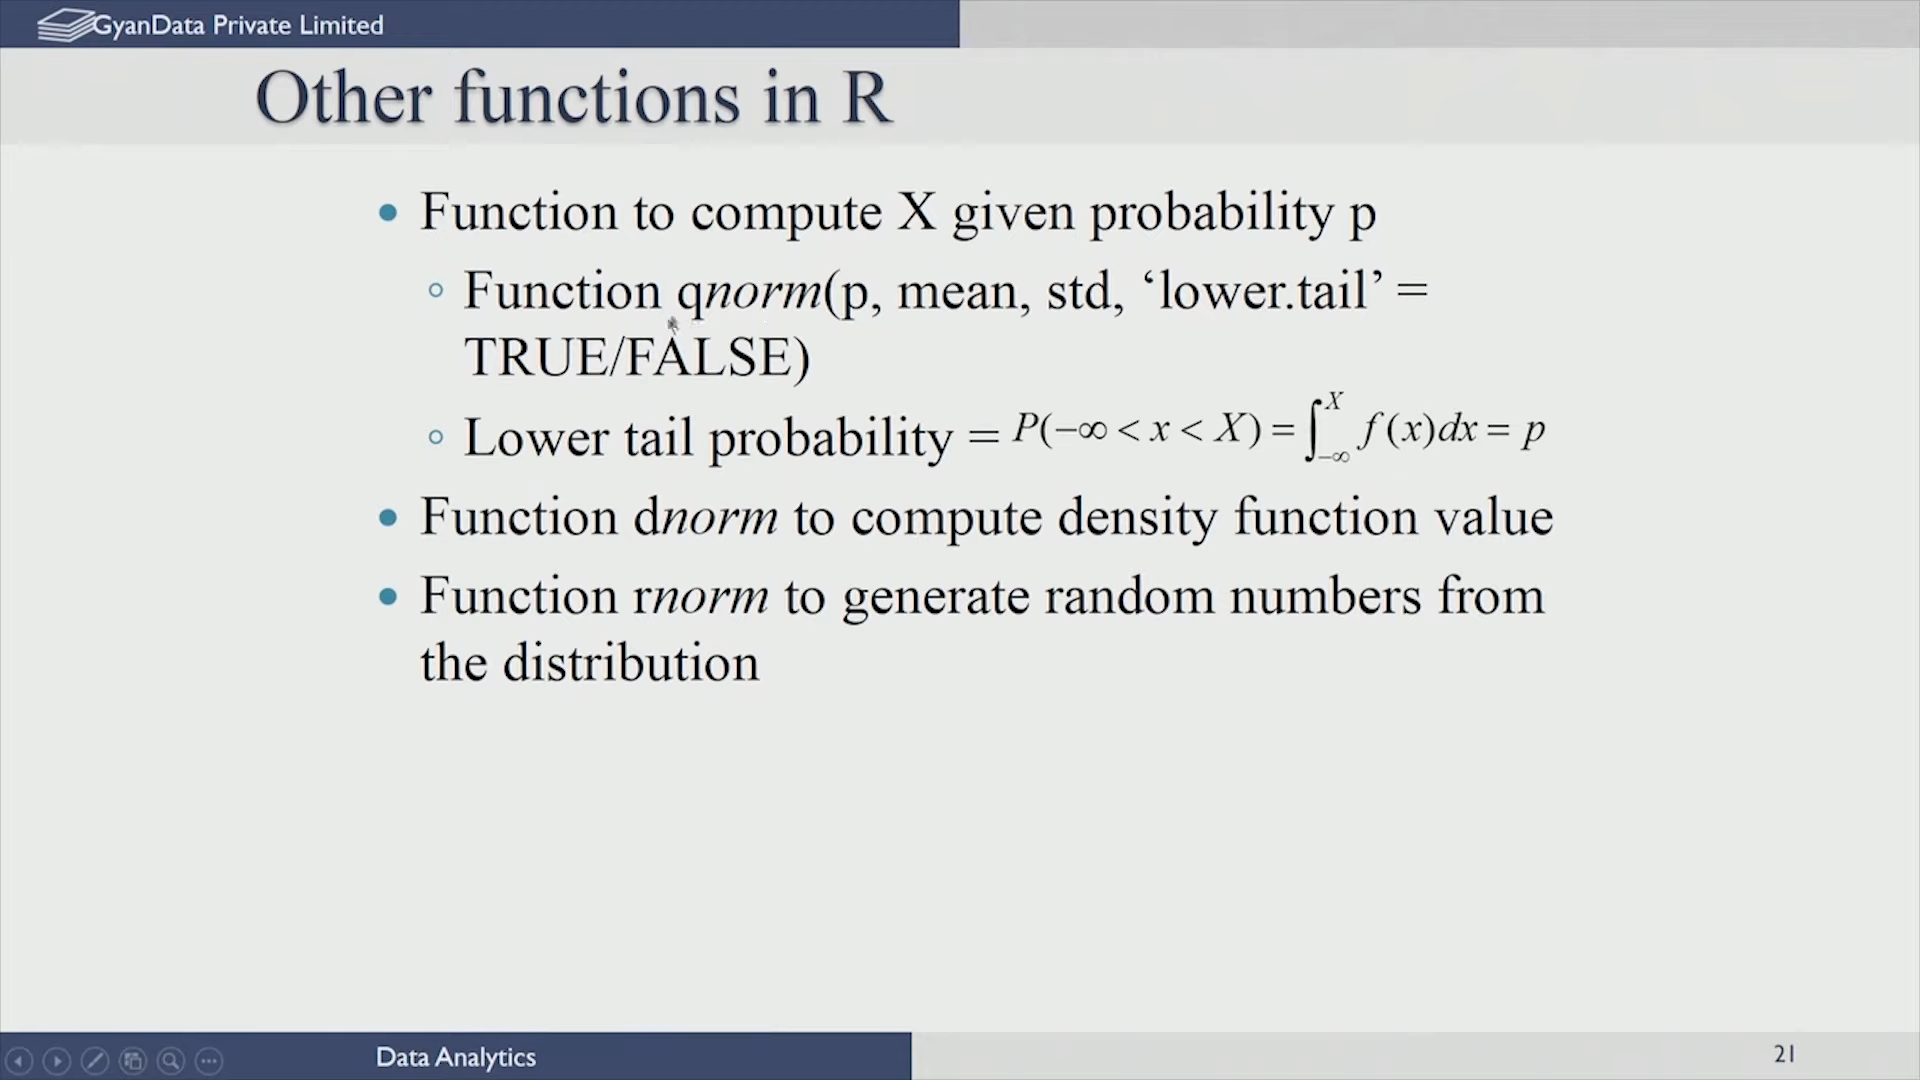 GyanData Private Limited
Other functions in R
• Function to compute X given probability p
◦ Function qnorm(p, mean, std, ‘lower.tail’ =
TRUE/FALSE)
◦ Lower tail probability = P(−∞ < x < X) = ∫_{−∞}^{X} f(x)dx = p
• Function dnorm to compute density function value
• Function rnorm to generate random numbers from
the distribution
Data Analytics
21